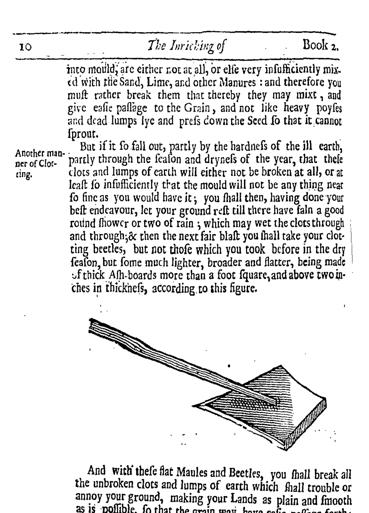 10 The Inriching of Book 2.
into mould, are either not at all, or else very insufficiently mix-
ed with the Sand, Lime, and other Manures: and therefore you
must rather break them that thereby they may mixt, and
give easie passage to the Grain, and not like heavy poyses
and dead lumps lye and press down the Seed so that it cannot
sprout.
But if it so fall out, partly by the hardness of the ill earth,
Another man-
ner of Clot-
ting.
partly through the season and dryness of the year, that these
clots and lumps of earth will either not be broken at all, or at
least so insufficiently that the mould will not be any thing neat
so fine as you would have it; you shall then, having done your
best endeavour, let your ground rest till there have faln a good
round shower or two of rain; which may wet the clots through
and through; & then the next fair blast you shall take your clot-
ting beetles, but not those which you took before in the dry
season, but some much lighter, broader and flatter, being made
of thick Ash-boards more than a foot square, and above two in-
ches in thickness, according to this figure.
And with these flat Maules and Beetles, you shall break all
the unbroken clots and lumps of earth which shall trouble or
annoy your ground, making your Lands as plain and smooth
as is possible, so that the grain may have easie passage forth: